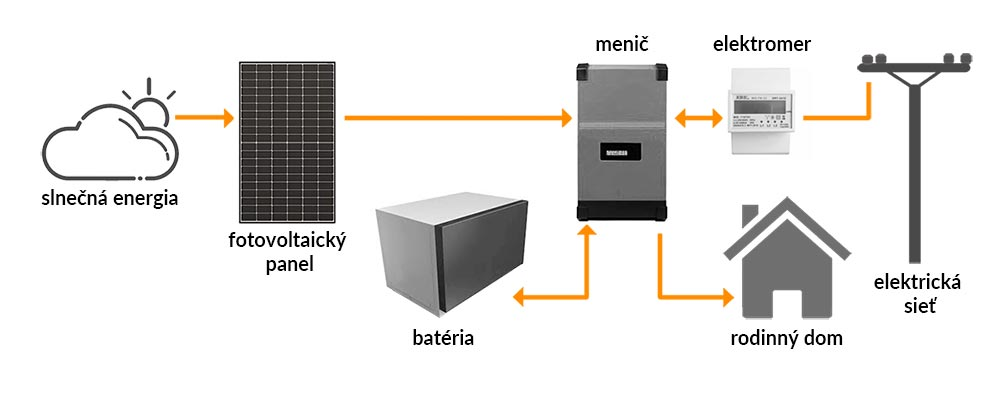 menič
elektromer
slnečná energia
fotovoltaický
panel
batéria
rodinný dom
elektrická
sieť